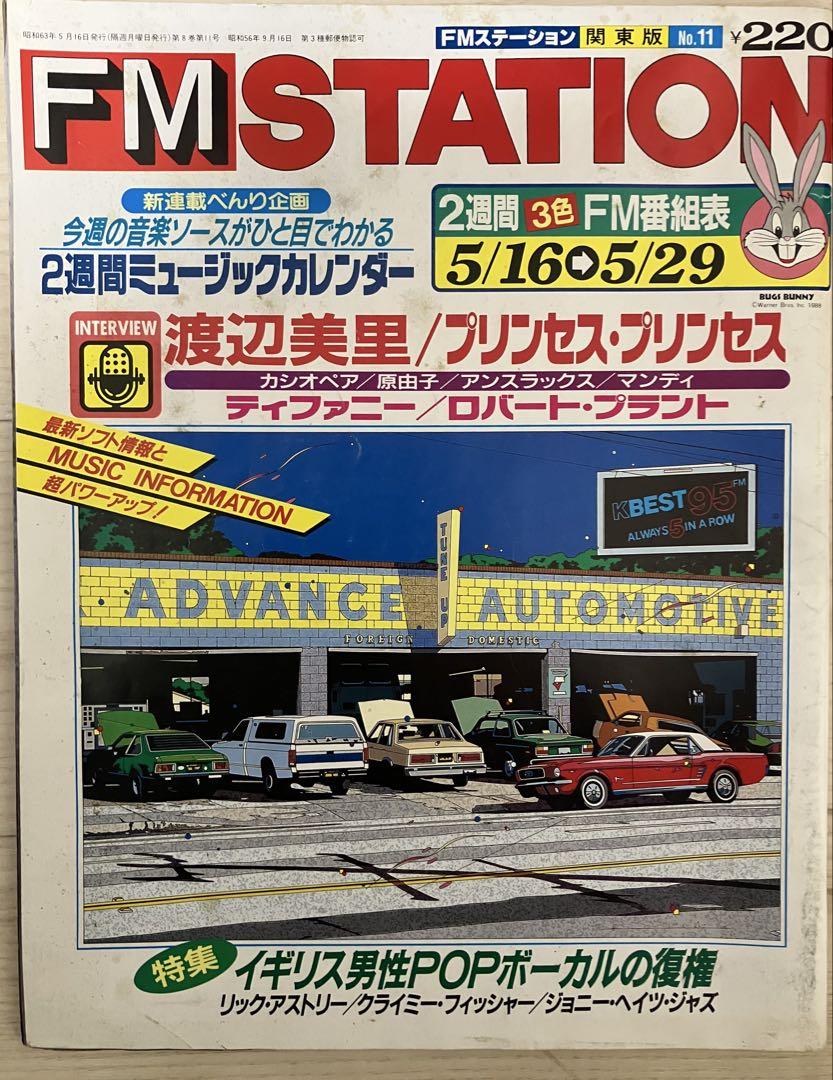 昭和63年5月16日発行(隔週月曜日発行)第8巻第11号 昭和56年9月16日 第3種郵便物認可
FMステーション 関東版 No.11 ¥220
FM STATION
新連載べんり企画
今週の音楽ソースがひと目でわかる
2週間ミュージックカレンダー
2週間 3色 FM番組表
5/16➡5/29
BUGS BUNNY
©Warner Bros. Inc. 1988
INTERVIEW
渡辺美里/プリンセス・プリンセス
カシオペア/原由子/アンスラックス/マンディ
ティファニー/ロバート・プラント
最新ソフト情報と
MUSIC INFORMATION
超パワーアップ!
KBEST 95 FM
ALWAYS 5 IN A ROW
TUNE UP
ADVANCE AUTOMOTIVE
FOREIGN DOMESTIC
特集 イギリス男性POPボーカルの復権
リック・アストリー/クライミー・フィッシャー/ジョニー・ヘイツ・ジャズ